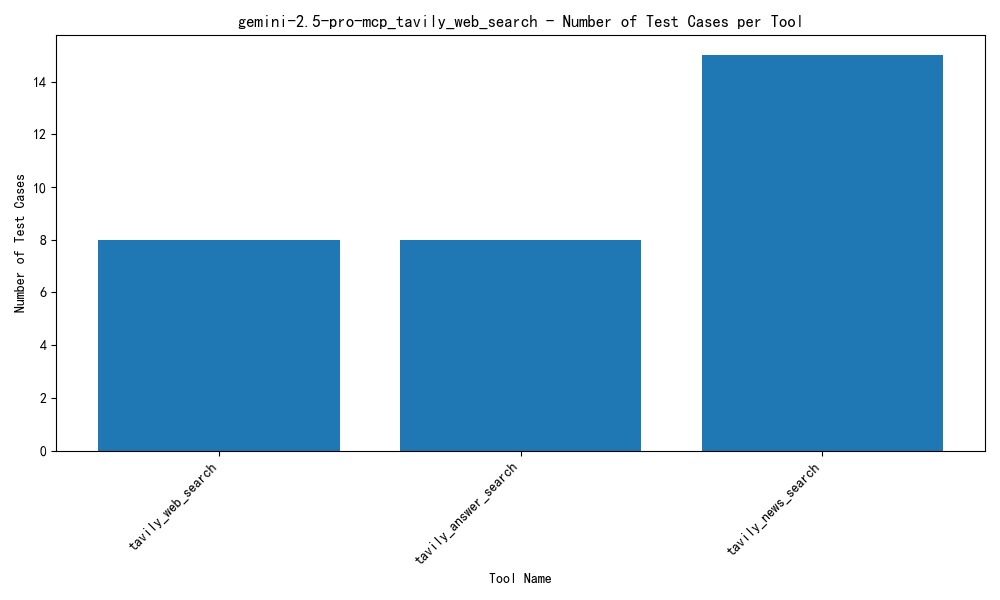 gemini-2.5-pro-mcp_tavily_web_search - Number of Test Cases per Tool
Number of Test Cases
14
12
10
8
6
4
2
0
tavily_web_search
tavily_answer_search
tavily_news_search
Tool Name